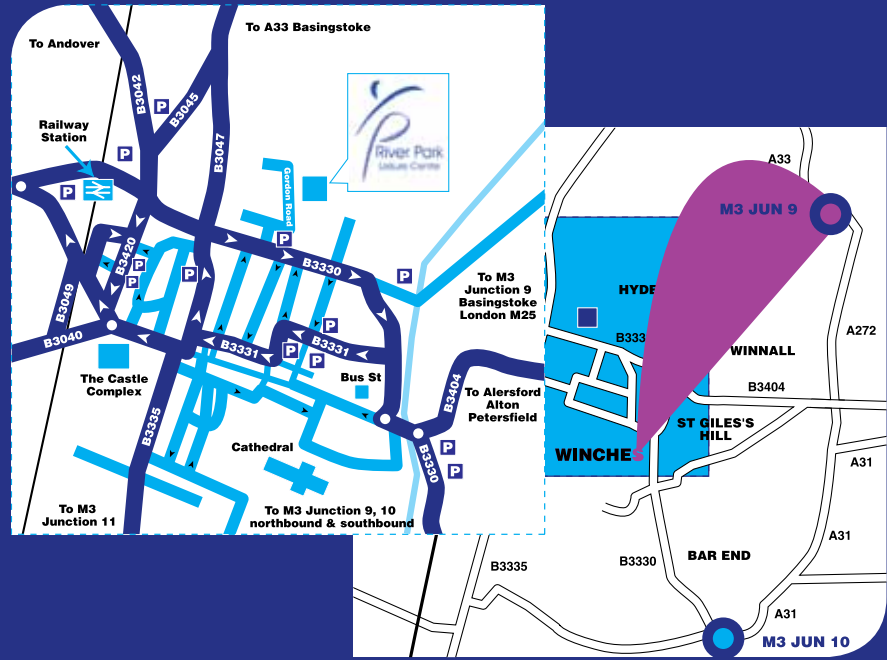 To A33 Basingstoke
To Andover
B3042
P
B3045
Railway
Station
P
B3047
River Park
Leisure Centre
P
Gordon Road
A33
M3 JUN 9
B3420
P
P
P
P
B3330
P
To M3
Junction 9
Basingstoke
London M25
HYDE
B3049
B333
A272
B3040
B3331
P
P
P
B3331
WINNALL
The Castle
Complex
Bus St
B3404
To Alersford
Alton
Petersfield
B3404
B3335
ST GILES'S
HILL
Cathedral
P
P
B3330
WINCHES
A31
To M3
Junction 11
To M3 Junction 9, 10
northbound & southbound
A31
B3335
B3330
BAR END
A31
M3 JUN 10